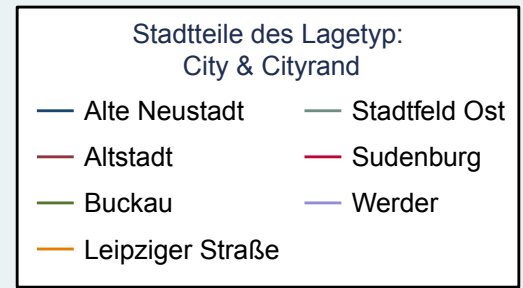 Stadtteile des Lagetyp:
City & Cityrand
Alte Neustadt
Altstadt
Buckau
Leipziger Straße
Stadtfeld Ost
Sudenburg
Werder